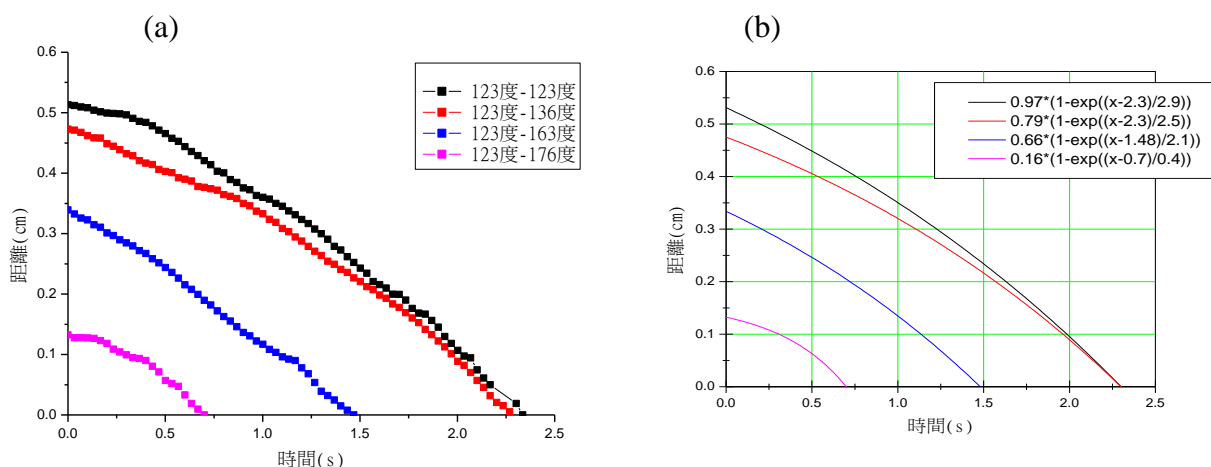 (a)
0.6
0.5
0.4
0.3
0.2
0.1
0.0
距離(cm)
0.0 0.5 1.0 1.5 2.0 2.5
時間(s)
123度-123度
123度-136度
123度-163度
123度-176度
(b)
0.6
0.5
0.4
0.3
0.2
0.1
0.0
距離(cm)
0.0 0.5 1.0 1.5 2.0 2.5
時間(s)
0.97*(1-exp((x-2.3)/2.9))
0.79*(1-exp((x-2.3)/2.5))
0.66*(1-exp((x-1.48)/2.1))
0.16*(1-exp((x-0.7)/0.4))